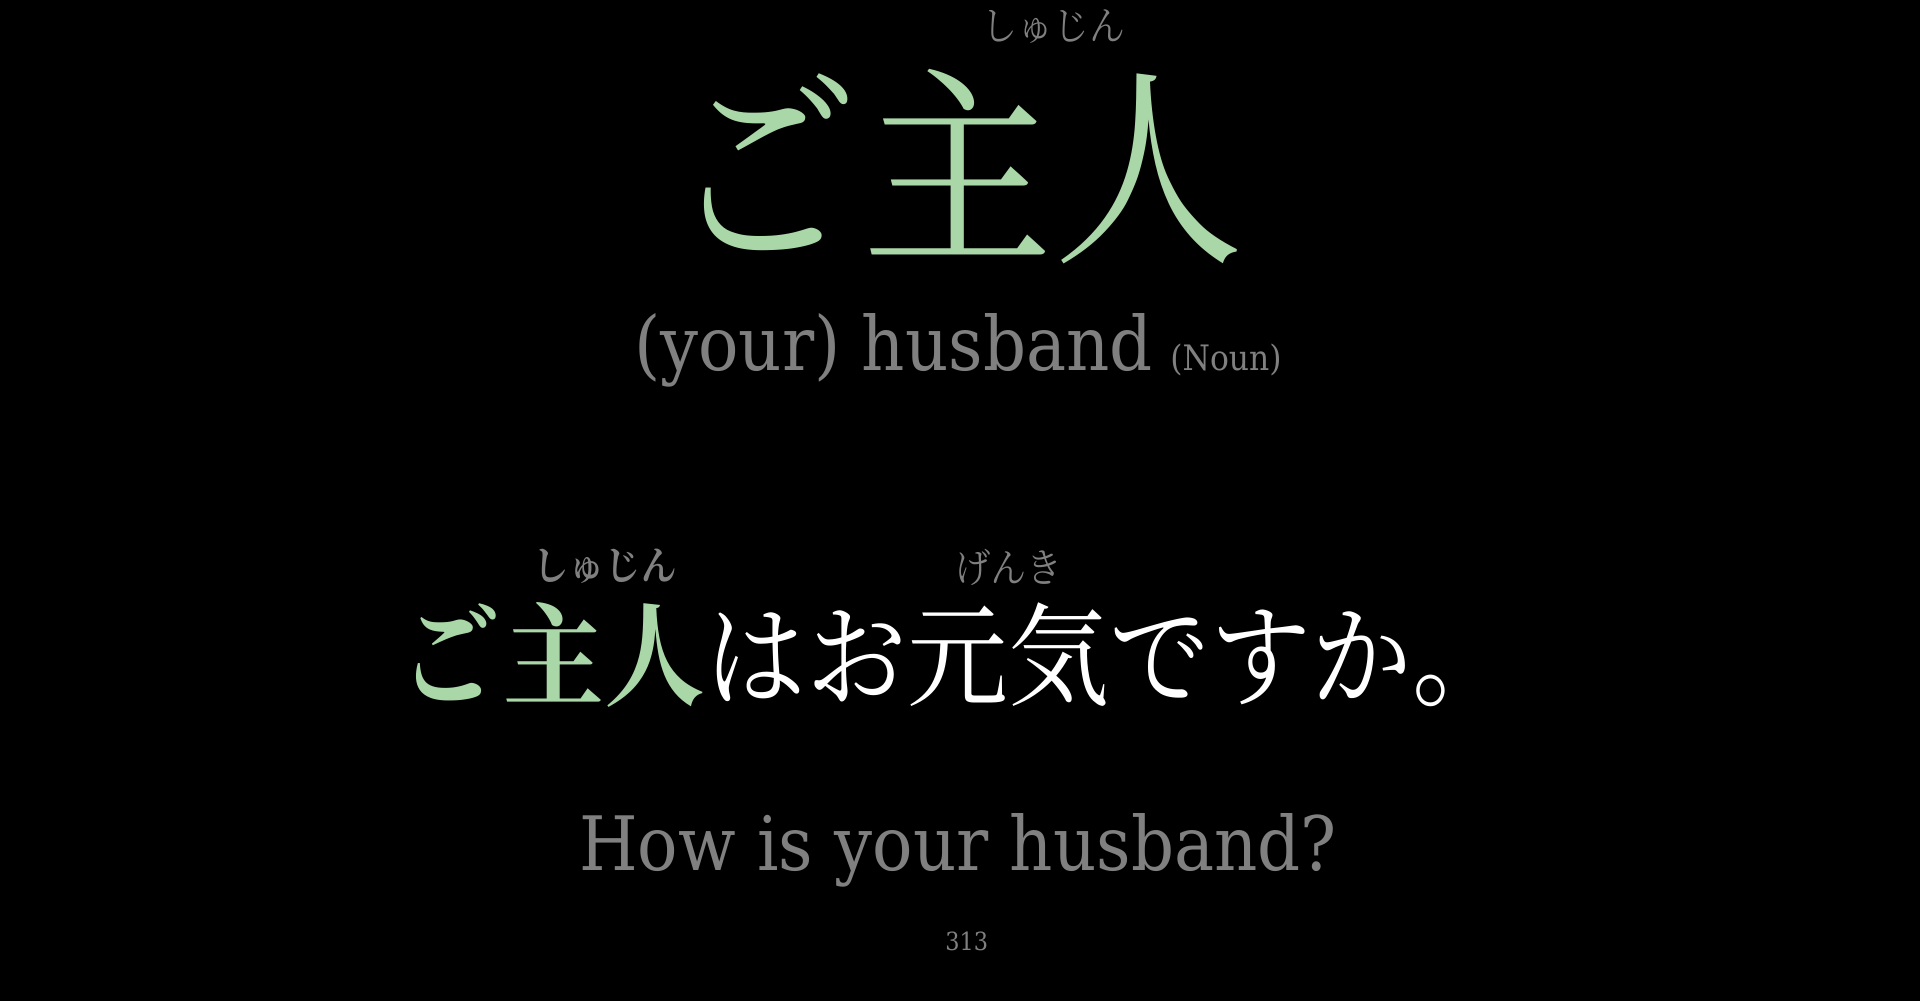 しゅじん
ご主人
(your) husband (Noun)
しゅじん げんき
ご主人はお元気ですか。
How is your husband?
313